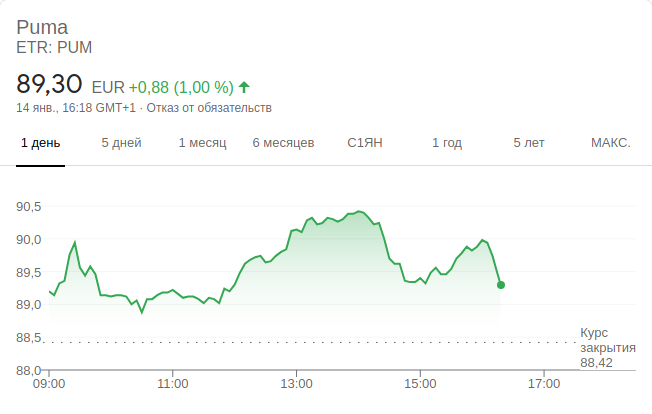 Puma
ETR: PUM
89,30 EUR +0,88 (1,00 %)
14 янв., 16:18 GMT+1 · Отказ от обязательств
1 день 5 дней 1 месяц 6 месяцев С1ЯН 1 год 5 лет МАКС.
90,5
90,0
89,5
89,0
88,5
88,0
Курс
закрытия
88,42
09:00 11:00 13:00 15:00 17:00